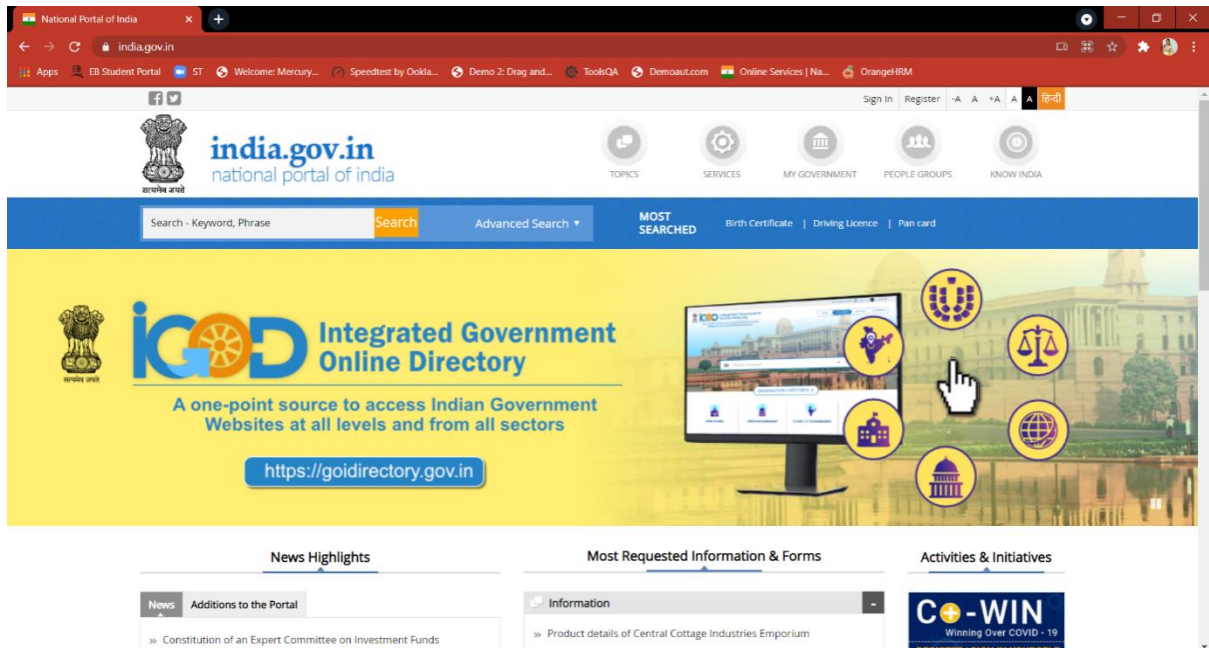 National Portal of India
india.gov.in
Apps EB Student Portal ST Welcome: Mercury... Speedtest by Ookla... Demo 2: Drag and... ToolsQA Demoaut.com Online Services | Na... OrangeHRM
Sign In Register -A A +A A A हिन्दी
india.gov.in
national portal of india
सत्यमेव जयते
TOPICS SERVICES MY GOVERNMENT PEOPLE GROUPS KNOW INDIA
Search - Keyword, Phrase Search Advanced Search
MOST SEARCHED
Birth Certificate | Driving Licence | Pan card
सत्यमेव जयते
iGOD
Integrated Government
Online Directory
A one-point source to access Indian Government
Websites at all levels and from all sectors
https://goidirectory.gov.in
News Highlights
News Additions to the Portal
» Constitution of an Expert Committee on Investment Funds
Most Requested Information & Forms
Information -
» Product details of Central Cottage Industries Emporium
Activities & Initiatives
CO-WIN
Winning Over COVID - 19